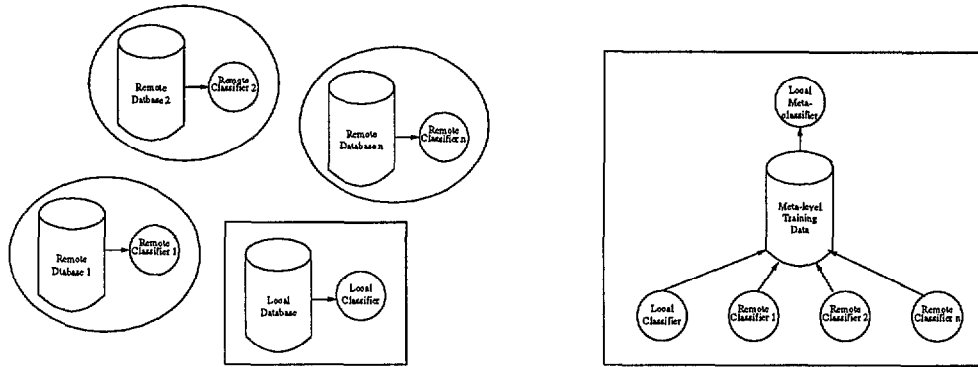 Remote
Datbase 2
Remote
Classifier 2
Remote
Database n
Remote
Classifier n
Remote
Dtabase 1
Remote
Classifier 1
Local
Database
Local
Classifier
Local
Meta-
classifier
Meta-level
Training
Data
Local
Classifier
Remote
Classifier 1
Remote
Classifier 2
Remote
Classifier n